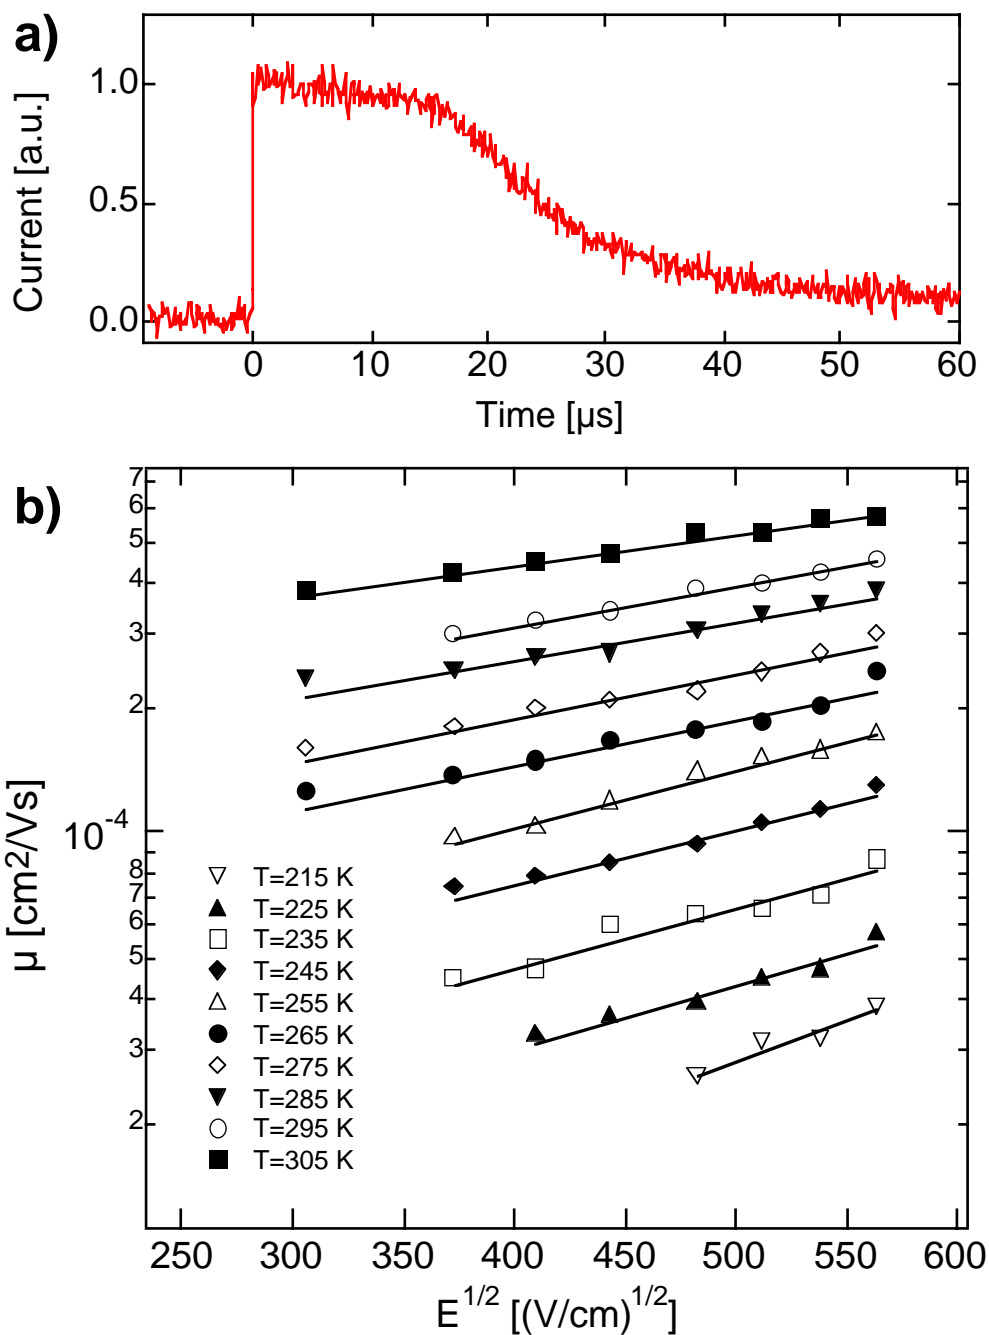 a)
Current [a.u.]
1.0
0.5
0.0
0 10 20 30 40 50 60
Time [µs]
b)
µ [cm2/Vs]
7
6
5
4
3
2
10-4
8
7
6
5
4
3
2
T=215 K
T=225 K
T=235 K
T=245 K
T=255 K
T=265 K
T=275 K
T=285 K
T=295 K
T=305 K
250 300 350 400 450 500 550 600
E1/2 [(V/cm)1/2]